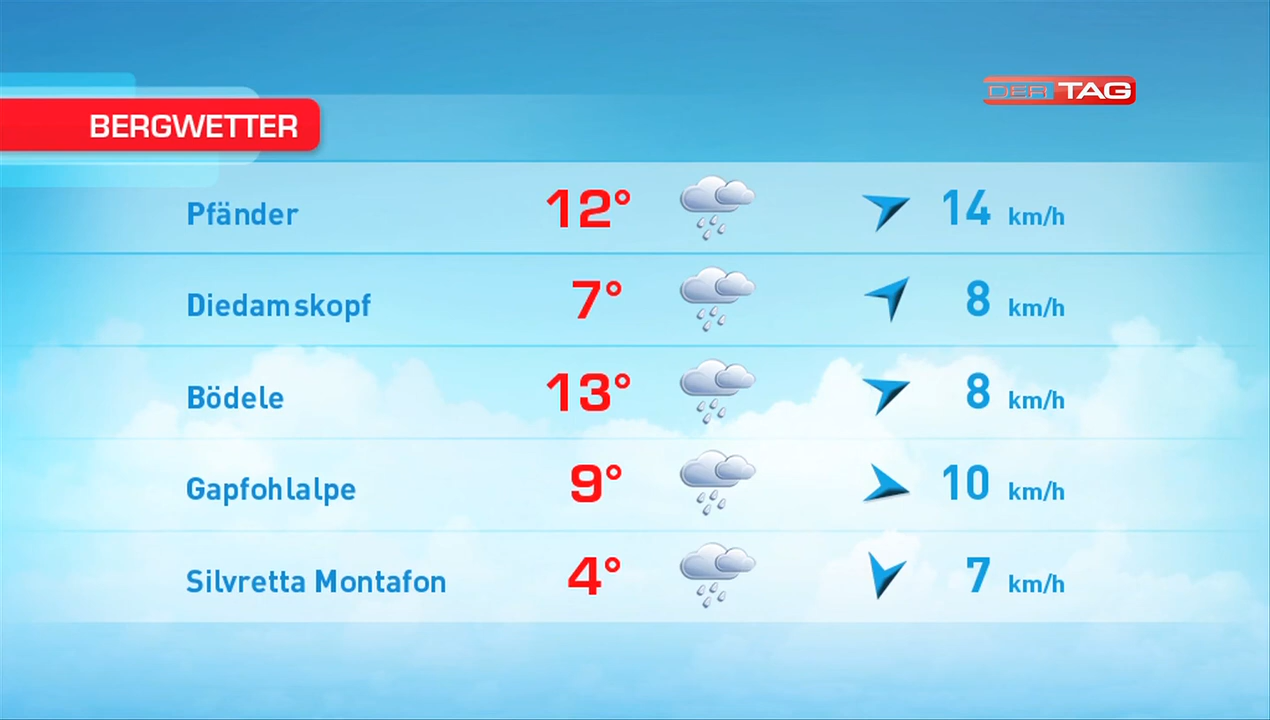 DER TAG
BERGWETTER
Pfänder 12° 14 km/h
Diedamskopf 7° 8 km/h
Bödele 13° 8 km/h
Gapfohlalpe 9° 10 km/h
Silvretta Montafon 4° 7 km/h